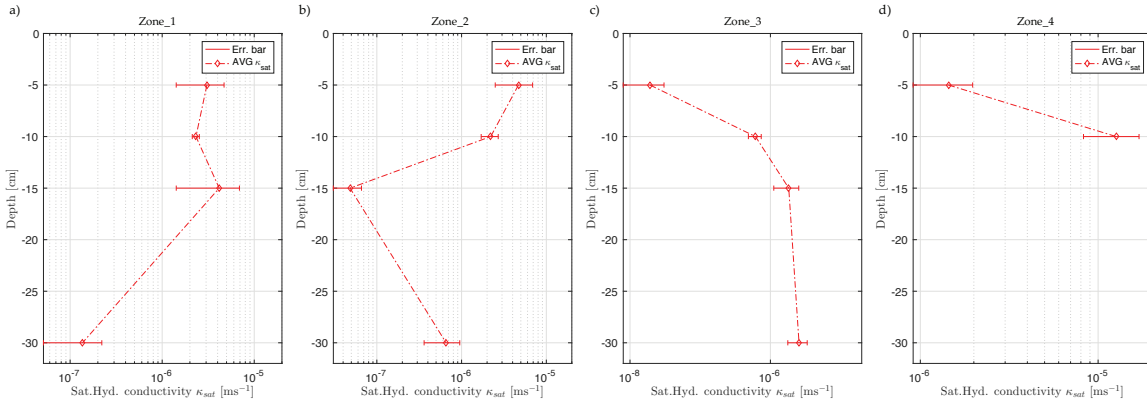 a)
Zone_1
Err. bar
AVG κsat
0
-5
-10
-15
-20
-25
-30
Depth [cm]
10-7
10-6
10-5
Sat.Hyd. conductivity κsat [ms−1]
b)
Zone_2
Err. bar
AVG κsat
0
-5
-10
-15
-20
-25
-30
Depth [cm]
10-7
10-6
10-5
Sat.Hyd. conductivity κsat [ms−1]
c)
Zone_3
Err. bar
AVG κsat
0
-5
-10
-15
-20
-25
-30
Depth [cm]
10-8
10-6
Sat.Hyd. conductivity κsat [ms−1]
d)
Zone_4
Err. bar
AVG κsat
0
-5
-10
-15
-20
-25
-30
Depth [cm]
10-6
10-5
Sat.Hyd. conductivity κsat [ms−1]